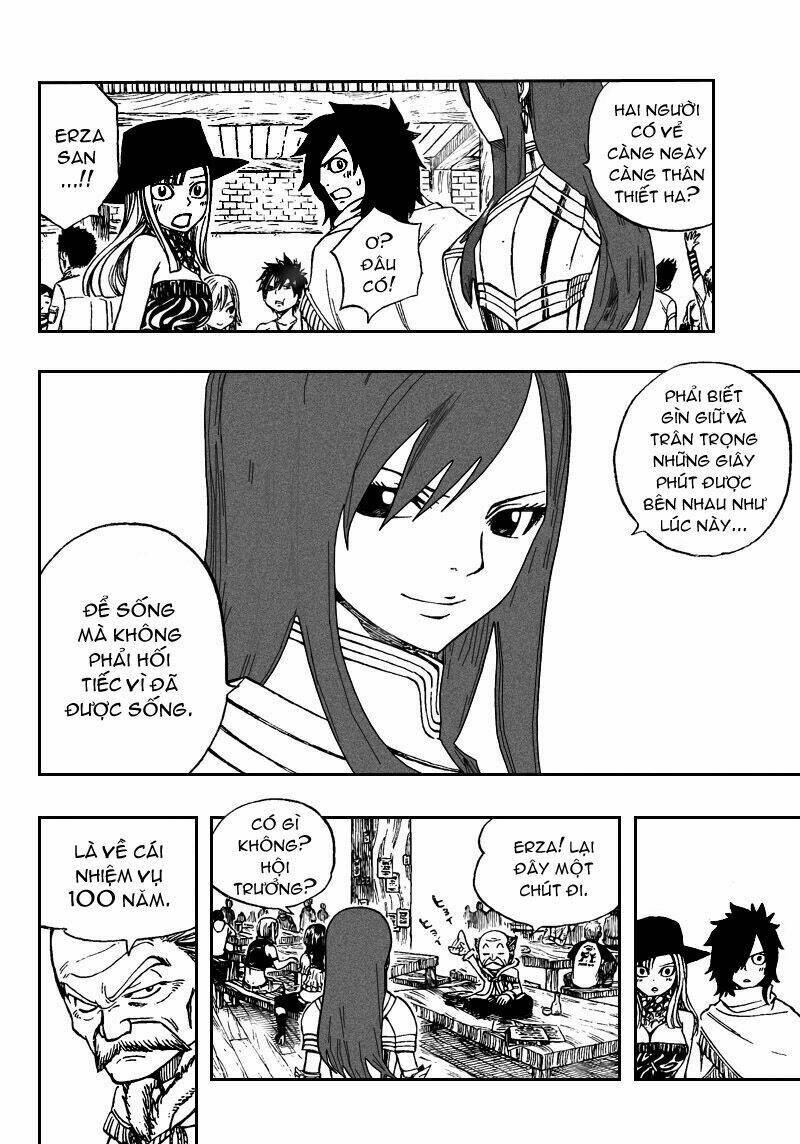 HAI NGƯỜI
CÓ VẺ
CÀNG NGÀY
CÀNG THÂN
THIẾT HA?
Ơ?
ĐÂU
CÓ!
ERZA
SAN
...!!
PHẢI BIẾT
GÌN GIỮ VÀ
TRÂN TRỌNG
NHỮNG GIÂY
PHÚT ĐƯỢC
BÊN NHAU NHƯ
LÚC NÀY...
ĐỂ SỐNG
MÀ KHÔNG
PHẢI HỐI
TIẾC VÌ ĐÃ
ĐƯỢC SỐNG.
ERZA! LẠI
ĐÂY MỘT
CHÚT ĐI.
CÓ GÌ
KHÔNG?
HỘI
TRƯỞNG?
LÀ VỀ CÁI
NHIỆM VỤ
100 NĂM.